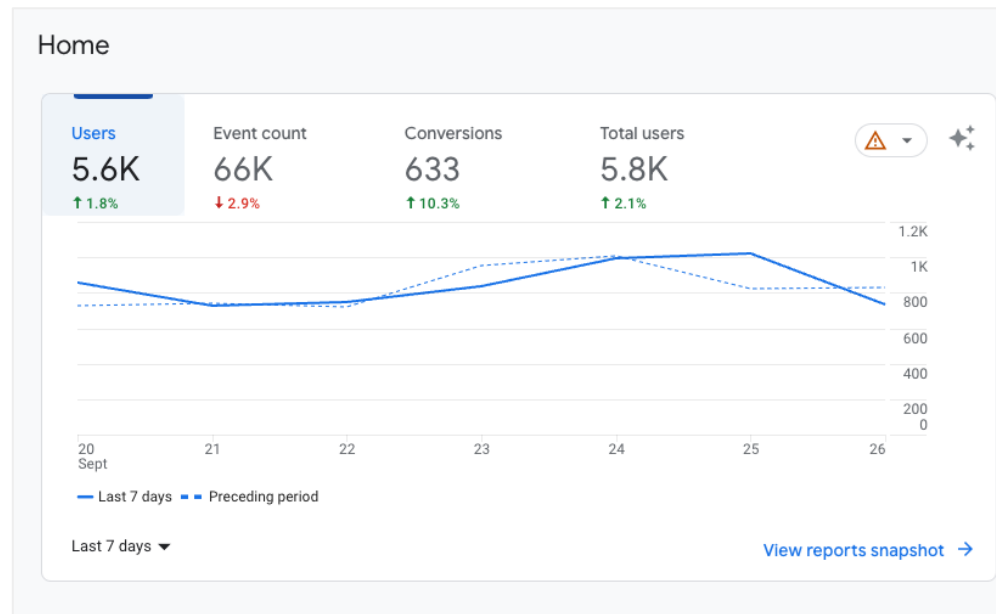 Home
Users Event count Conversions Total users
5.6K 66K 633 5.8K
↑ 1.8% ↓ 2.9% ↑ 10.3% ↑ 2.1%
1.2K
1K
800
600
400
200
0
20 21 22 23 24 25 26
Sept
Last 7 days Preceding period
Last 7 days
View reports snapshot →